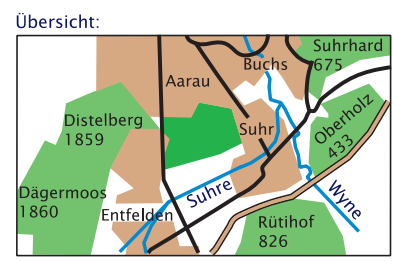 Übersicht:
Suhrhard
675
Buchs
Aarau
Distelberg
1859
Suhr
Oberholz
433
Dägermoos
1860
Suhre
Wyne
Entfelden
Rütihof
826